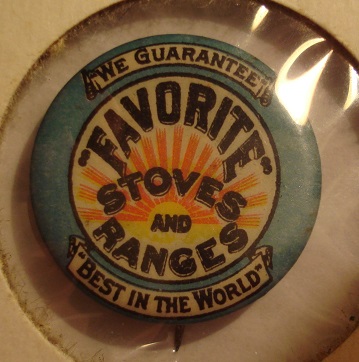 "WE GUARANTEE"
"FAVORITE"
STOVES
AND
RANGES
"BEST IN THE WORLD"